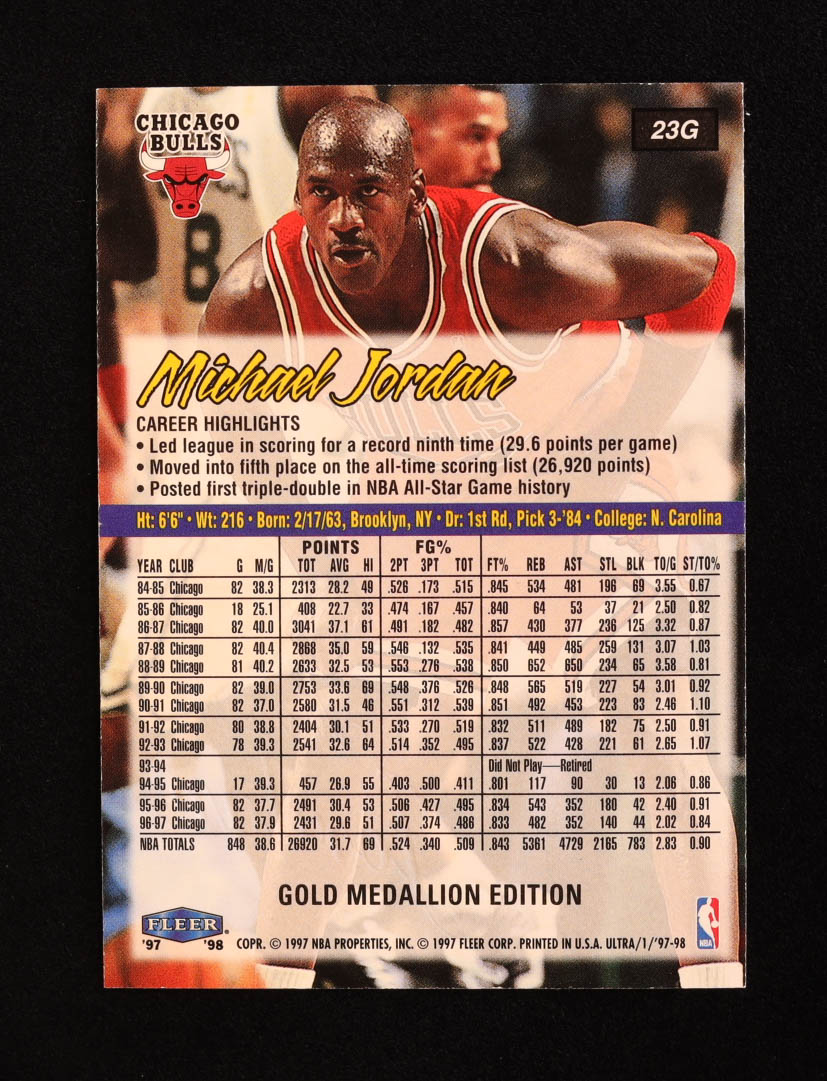 CHICAGO
BULLS
23G
8
Michael Jordan
CAREER HIGHLIGHTS
• Led league in scoring for a record ninth time (29.6 points per game)
• Moved into fifth place on the all-time scoring list (26,920 points)
• Posted first triple-double in NBA All-Star Game history
Ht: 6'6" • Wt: 216 • Born: 2/17/63, Brooklyn, NY • Dr: 1st Rd, Pick 3-'84 • College: N. Carolina
POINTS FG%
YEAR CLUB G M/G TOT AVG HI 2PT 3PT TOT FT% REB AST STL BLK TO/G ST/TO%
84-85 Chicago 82 38.3 2313 28.2 49 .526 .173 .515 .845 534 481 196 69 3.55 0.67
85-86 Chicago 18 25.1 408 22.7 33 .474 .167 .457 .840 64 53 37 21 2.50 0.82
86-87 Chicago 82 40.0 3041 37.1 61 .491 .182 .482 .857 430 377 236 125 3.32 0.87
87-88 Chicago 82 40.4 2868 35.0 59 .546 .132 .535 .841 449 485 259 131 3.07 1.03
88-89 Chicago 81 40.2 2633 32.5 53 .553 .276 .538 .850 652 650 234 65 3.58 0.81
89-90 Chicago 82 39.0 2753 33.6 69 .548 .376 .526 .848 565 519 227 54 3.01 0.92
90-91 Chicago 82 37.0 2580 31.5 46 .551 .312 .539 .851 492 453 223 83 2.46 1.10
91-92 Chicago 80 38.8 2404 30.1 51 .533 .270 .519 .832 511 489 182 75 2.50 0.91
92-93 Chicago 78 39.3 2541 32.6 64 .514 .352 .495 .837 522 428 221 61 2.65 1.07
93-94 Did Not Play—Retired
94-95 Chicago 17 39.3 457 26.9 55 .403 .500 .411 .801 117 90 30 13 2.06 0.86
95-96 Chicago 82 37.7 2491 30.4 53 .506 .427 .495 .834 543 352 180 42 2.40 0.91
96-97 Chicago 82 37.9 2431 29.6 51 .507 .374 .486 .833 482 352 140 44 2.02 0.84
NBA TOTALS 848 38.6 26920 31.7 69 .524 .340 .509 .843 5361 4729 2165 783 2.83 0.90
GOLD MEDALLION EDITION
FLEER
'97 '98 COPR. © 1997 NBA PROPERTIES, INC. © 1997 FLEER CORP. PRINTED IN U.S.A. ULTRA/1/'97-98
NBA